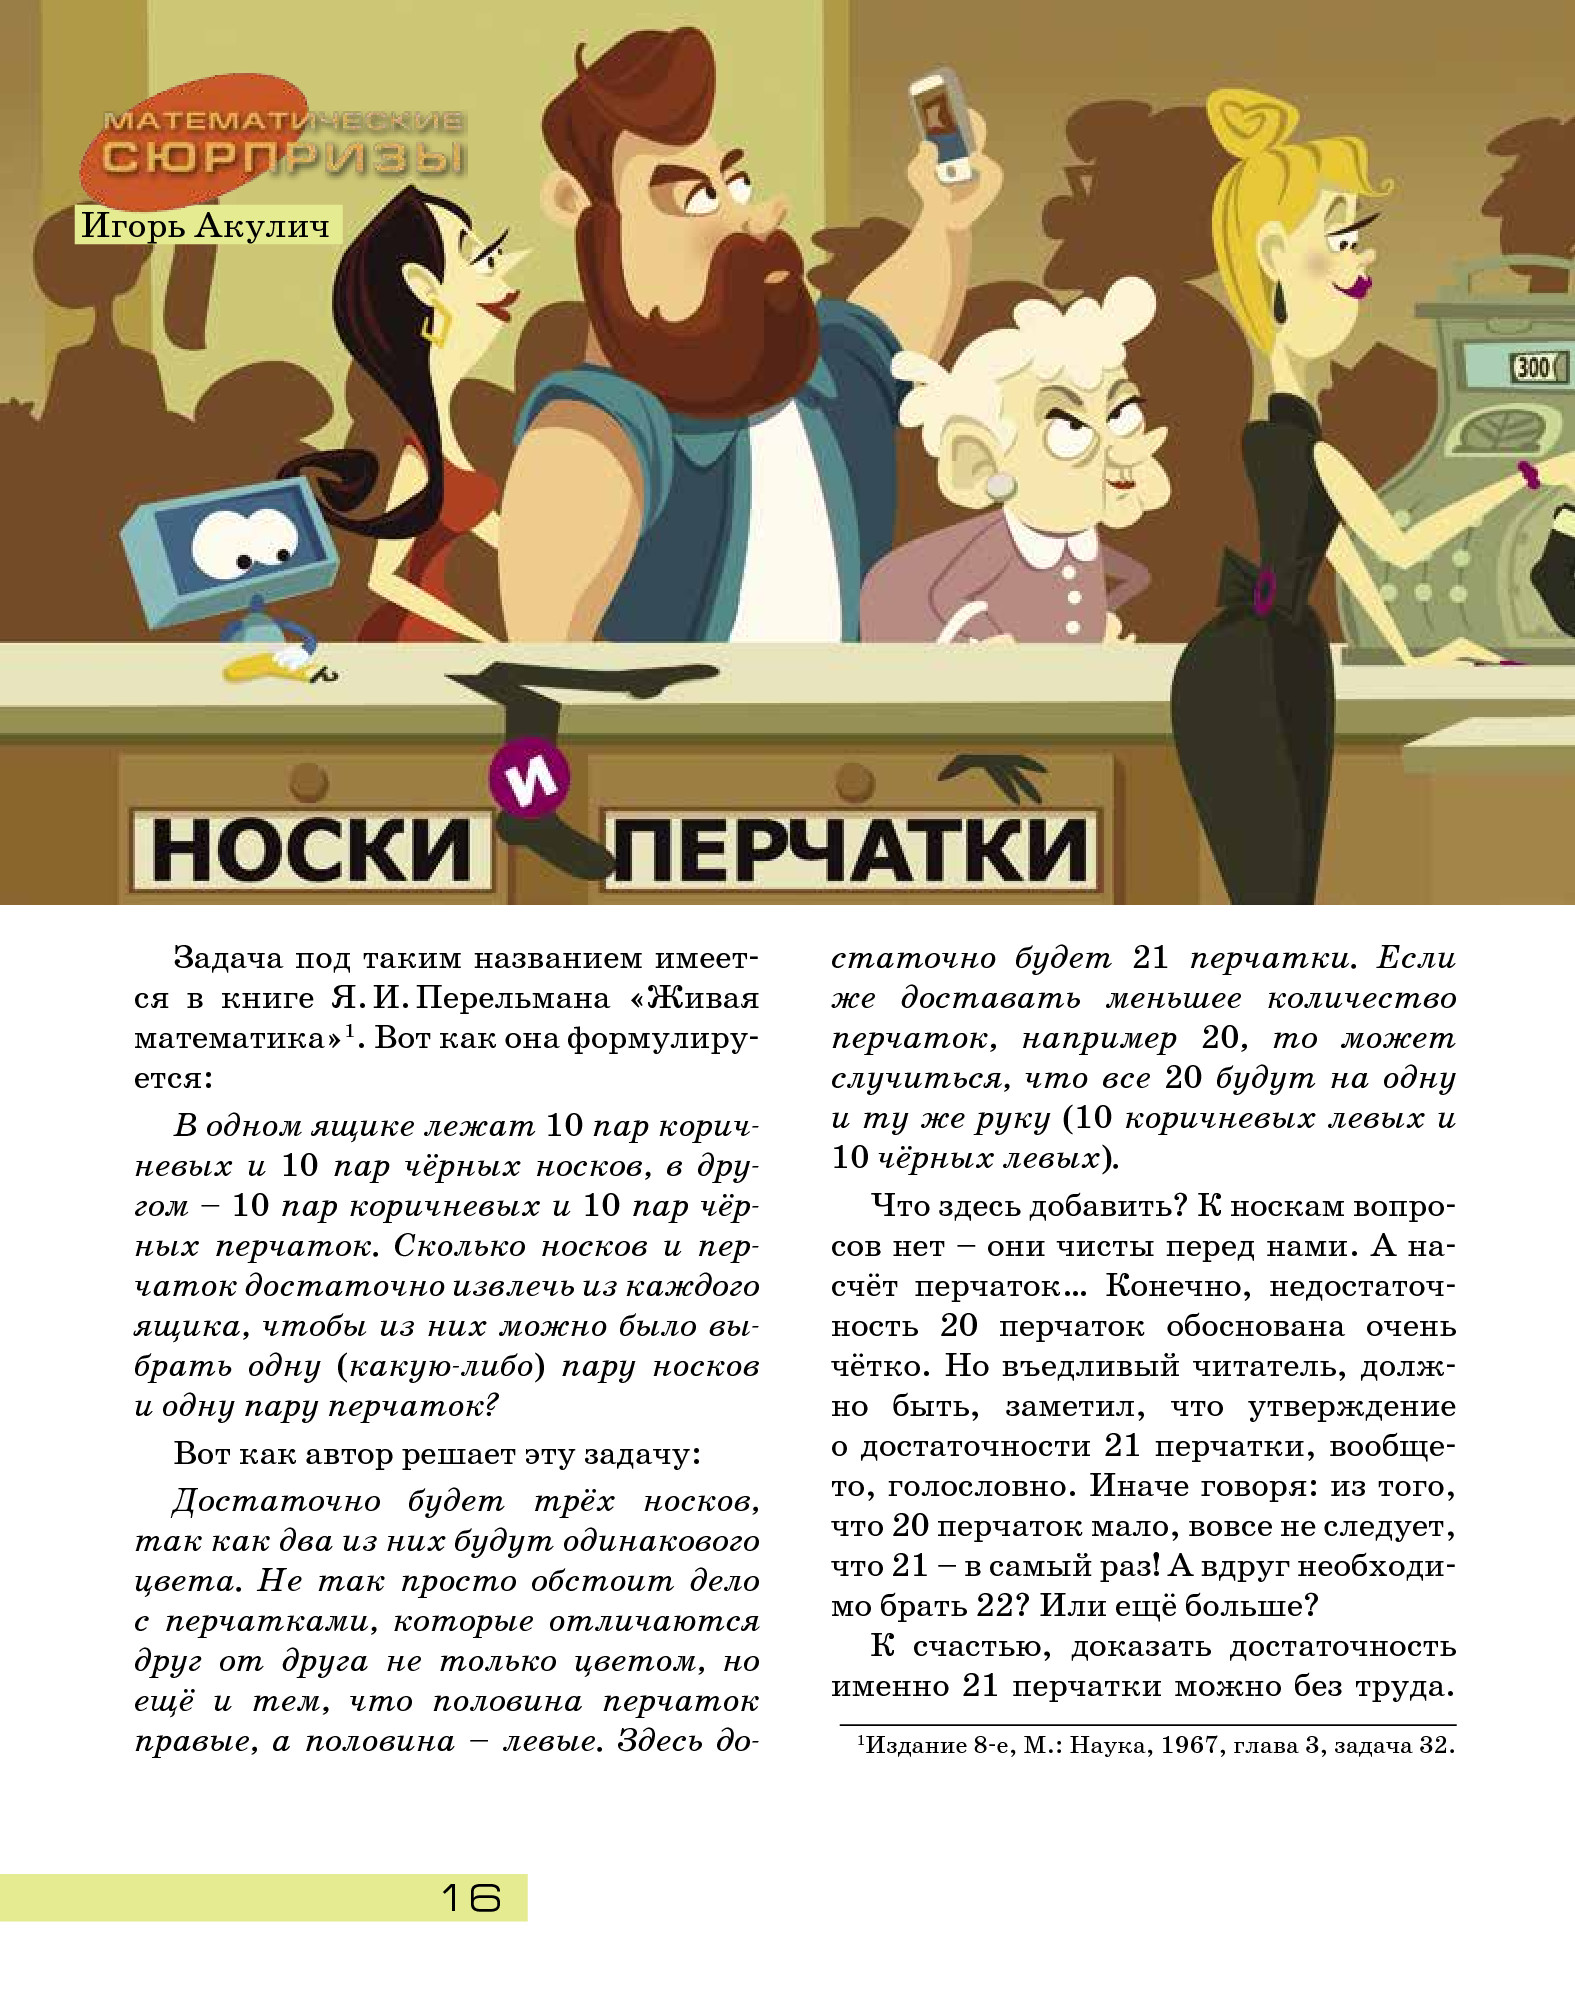 МАТЕМАТИЧЕСКИЕ
СЮРПРИЗЫ
Игорь Акулич
300
НОСКИ И ПЕРЧАТКИ
Задача под таким названием имеет-
ся в книге Я. И. Перельмана «Живая
математика»¹. Вот как она формулиру-
ется:
В одном ящике лежат 10 пар корич-
невых и 10 пар чёрных носков, в дру-
гом – 10 пар коричневых и 10 пар чёр-
ных перчаток. Сколько носков и пер-
чаток достаточно извлечь из каждого
ящика, чтобы из них можно было вы-
брать одну (какую-либо) пару носков
и одну пару перчаток?
Вот как автор решает эту задачу:
Достаточно будет трёх носков,
так как два из них будут одинакового
цвета. Не так просто обстоит дело
с перчатками, которые отличаются
друг от друга не только цветом, но
ещё и тем, что половина перчаток
правые, а половина – левые. Здесь до-
статочно будет 21 перчатки. Если
же доставать меньшее количество
перчаток, например 20, то может
случиться, что все 20 будут на одну
и ту же руку (10 коричневых левых и
10 чёрных левых).
Что здесь добавить? К носкам вопро-
сов нет – они чисты перед нами. А на-
счёт перчаток... Конечно, недостаточ-
ность 20 перчаток обоснована очень
чётко. Но въедливый читатель, долж-
но быть, заметил, что утверждение
о достаточности 21 перчатки, вообще-
то, голословно. Иначе говоря: из того,
что 20 перчаток мало, вовсе не следует,
что 21 – в самый раз! А вдруг необходи-
мо брать 22? Или ещё больше?
К счастью, доказать достаточность
именно 21 перчатки можно без труда.
¹Издание 8-е, М.: Наука, 1967, глава 3, задача 32.
16